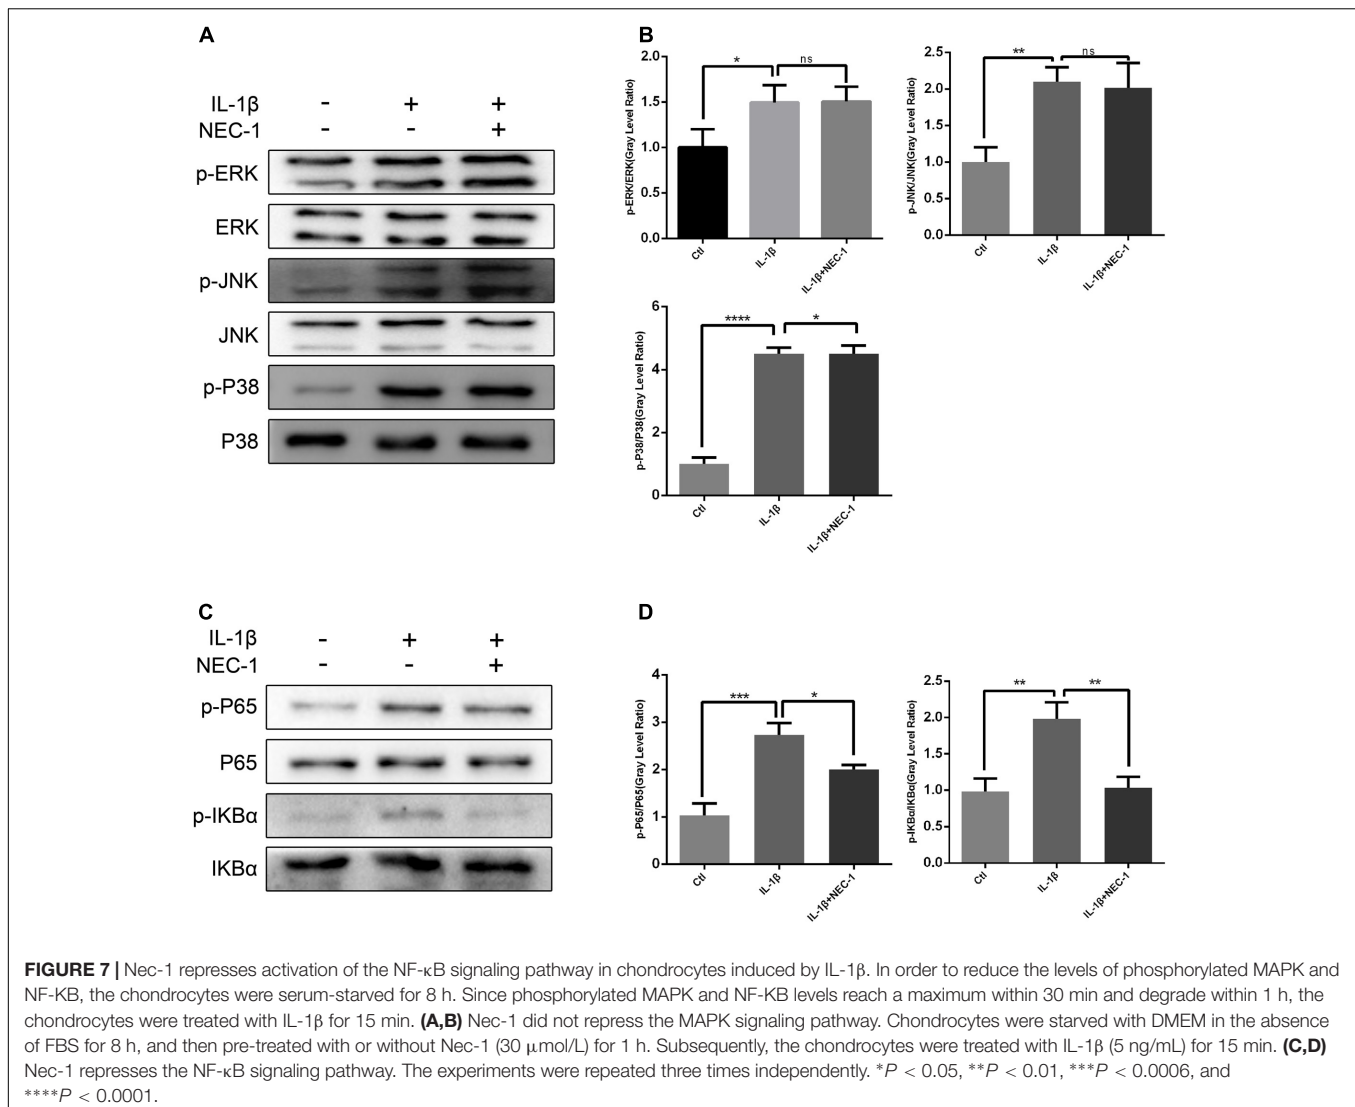 A
IL-1β - + +
NEC-1 - - +
p-ERK
ERK
p-JNK
JNK
p-P38
P38
B
p-ERK/ERK(Gray Level Ratio)
2.0
1.5
1.0
0.5
0.0
* ns
Ctl IL-1β IL-1β+NEC-1
p-JNK/JNK(Gray Level Ratio)
2.5
2.0
1.5
1.0
0.5
0.0
** ns
Ctl IL-1β IL-1β+NEC-1
p-P38/P38(Gray Level Ratio)
6
4
2
0
**** *
Ctl IL-1β IL-1β+NEC-1
C
IL-1β - + +
NEC-1 - - +
p-P65
P65
p-IKBα
IKBα
D
p-P65/P65(Gray Level Ratio)
4
3
2
1
0
*** *
Ctl IL-1β IL-1β+NEC-1
p-IKBα/IKBα(Gray Level Ratio)
2.5
2.0
1.5
1.0
0.5
0.0
** **
Ctl IL-1β IL-1β+NEC-1
FIGURE 7 | Nec-1 represses activation of the NF-κB signaling pathway in chondrocytes induced by IL-1β. In order to reduce the levels of phosphorylated MAPK and
NF-KB, the chondrocytes were serum-starved for 8 h. Since phosphorylated MAPK and NF-KB levels reach a maximum within 30 min and degrade within 1 h, the
chondrocytes were treated with IL-1β for 15 min. (A,B) Nec-1 did not repress the MAPK signaling pathway. Chondrocytes were starved with DMEM in the absence
of FBS for 8 h, and then pre-treated with or without Nec-1 (30 μmol/L) for 1 h. Subsequently, the chondrocytes were treated with IL-1β (5 ng/mL) for 15 min. (C,D)
Nec-1 represses the NF-κB signaling pathway. The experiments were repeated three times independently. *P < 0.05, **P < 0.01, ***P < 0.0006, and
****P < 0.0001.